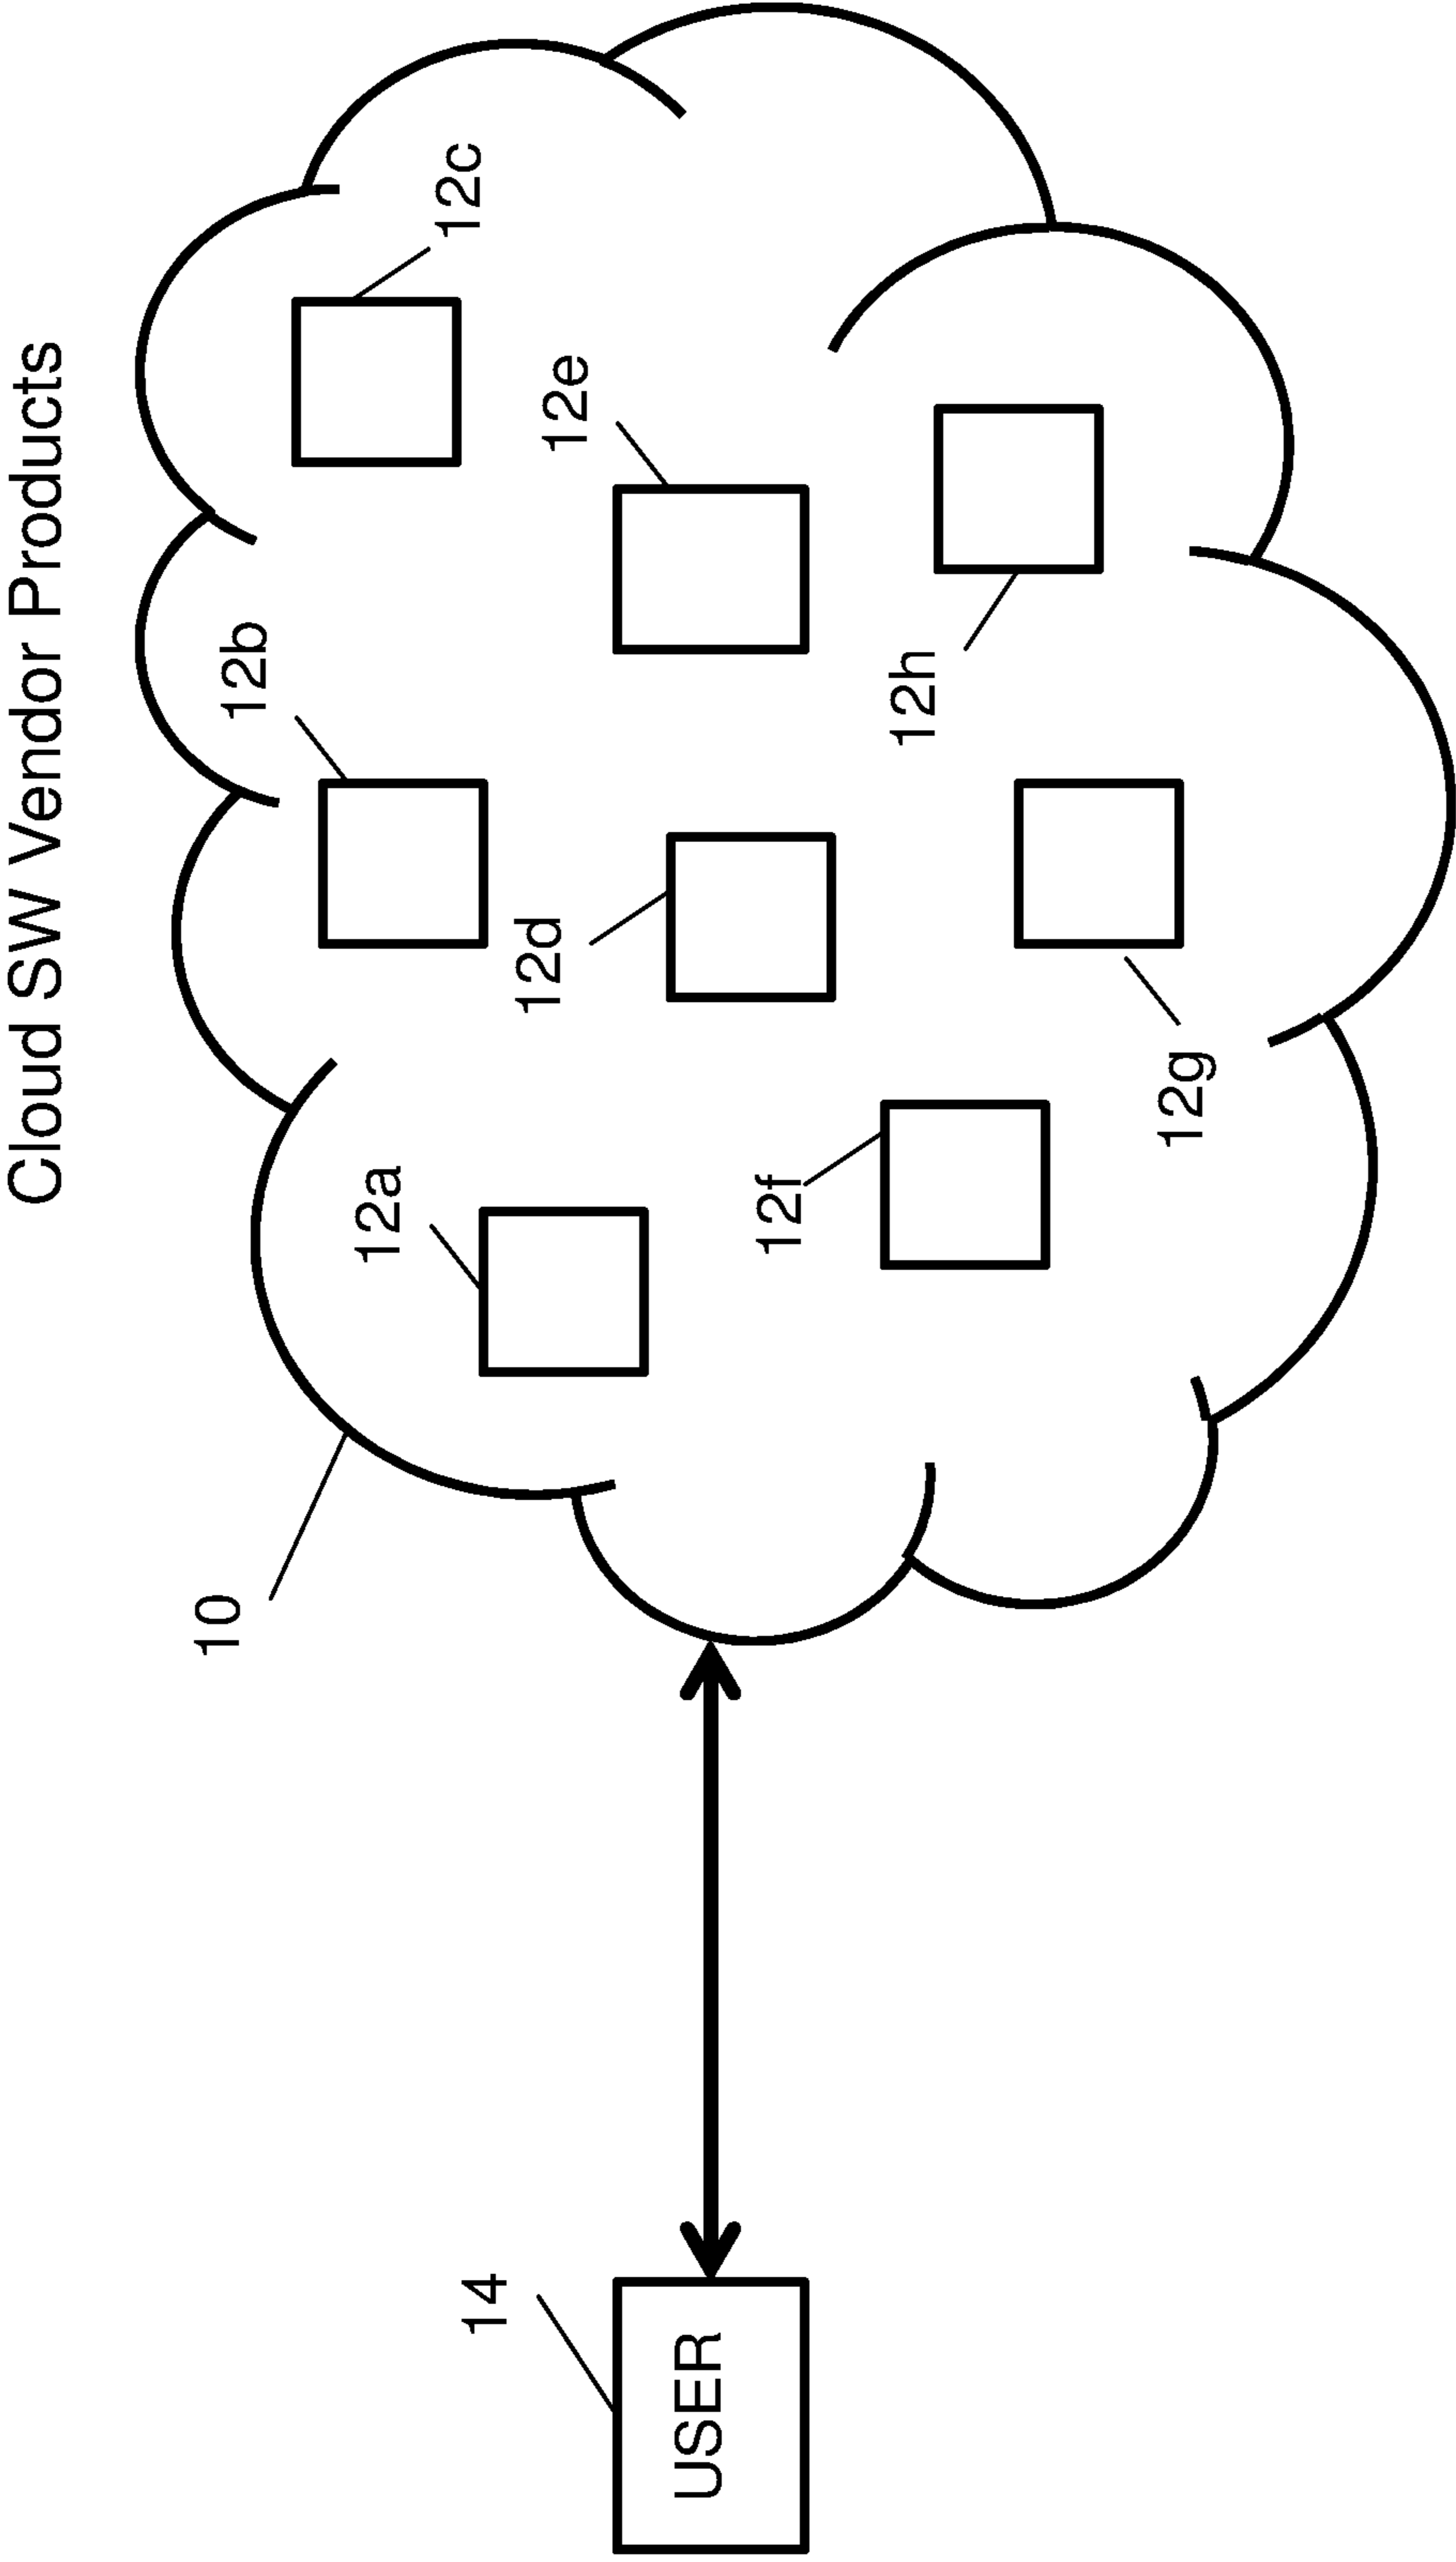 Cloud SW Vendor Products
10
12a
12b
12c
12d
12e
12f
12g
12h
14
USER